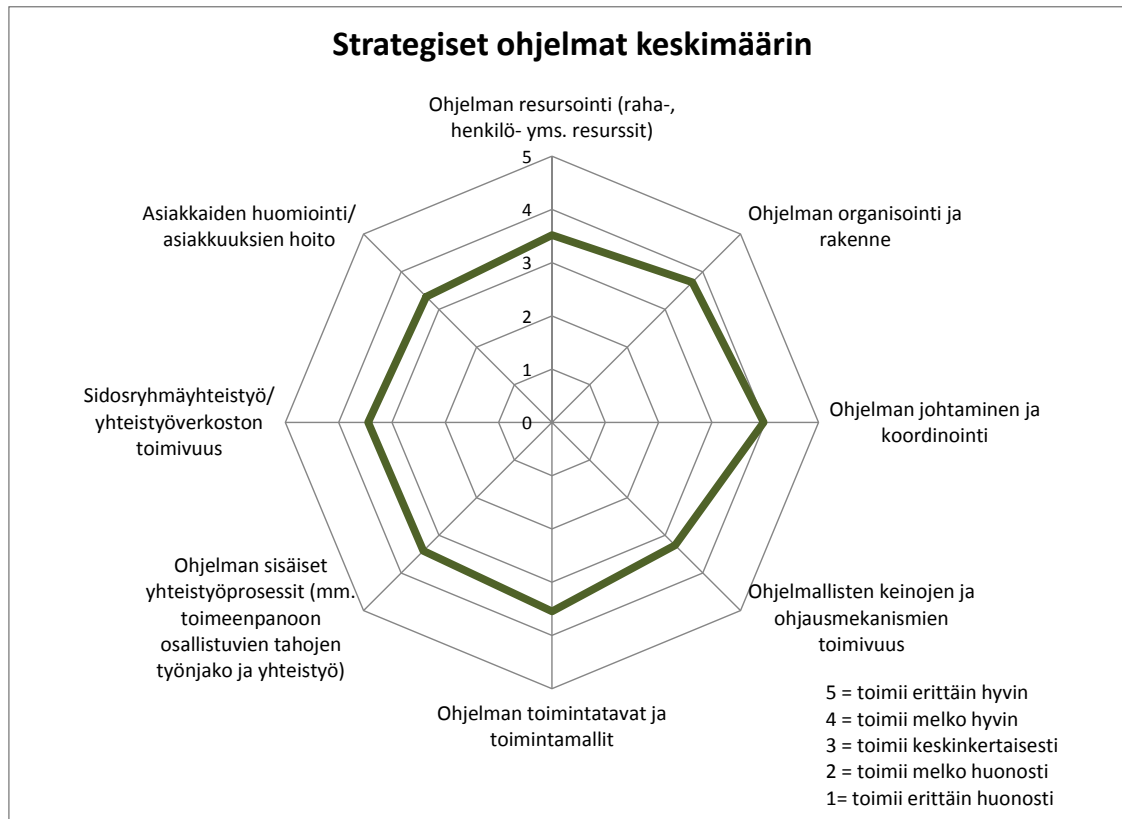 Strategiset ohjelmat keskimäärin
Ohjelman resursointi (raha-,
henkilö- yms. resurssit)
Ohjelman organisointi ja
rakenne
Ohjelman johtaminen ja
koordinointi
Ohjelmallisten keinojen ja
ohjausmekanismien
toimivuus
Ohjelman toimintatavat ja
toimintamallit
Ohjelman sisäiset
yhteistyöprosessit (mm.
toimeenpanoon
osallistuvien tahojen
työnjako ja yhteistyö)
Sidosryhmäyhteistyö/
yhteistyöverkoston
toimivuus
Asiakkaiden huomiointi/
asiakkuuksien hoito
5
4
3
2
1
0
5 = toimii erittäin hyvin
4 = toimii melko hyvin
3 = toimii keskinkertaisesti
2 = toimii melko huonosti
1= toimii erittäin huonosti